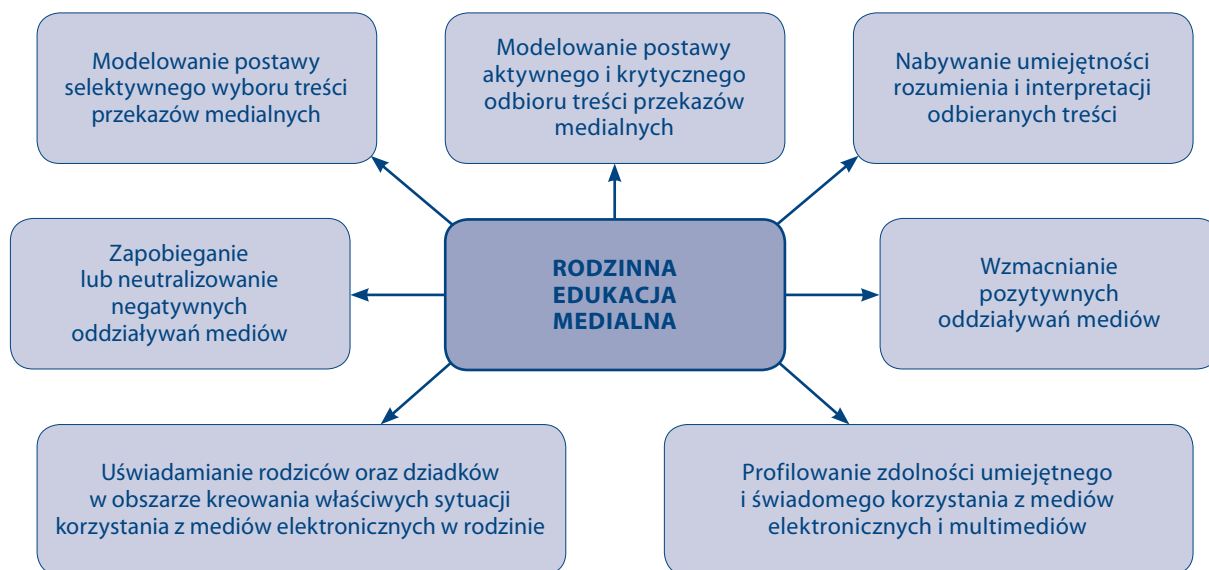 Modelowanie postawy
selektywnego wyboru treści
przekazów medialnych
Modelowanie postawy
aktywnego i krytycznego
odbioru treści przekazów
medialnych
Nabywanie umiejętności
rozumienia i interpretacji
odbieranych treści
Zapobieganie
lub neutralizowanie
negatywnych
oddziaływań mediów
RODZINNA
EDUKACJA
MEDIALNA
Wzmacnianie
pozytywnych
oddziaływań mediów
Uświadamianie rodziców oraz dziadków
w obszarze kreowania właściwych sytuacji
korzystania z mediów elektronicznych w rodzinie
Profilowanie zdolności umiejętnego
i świadomego korzystania z mediów
elektronicznych i multimediów